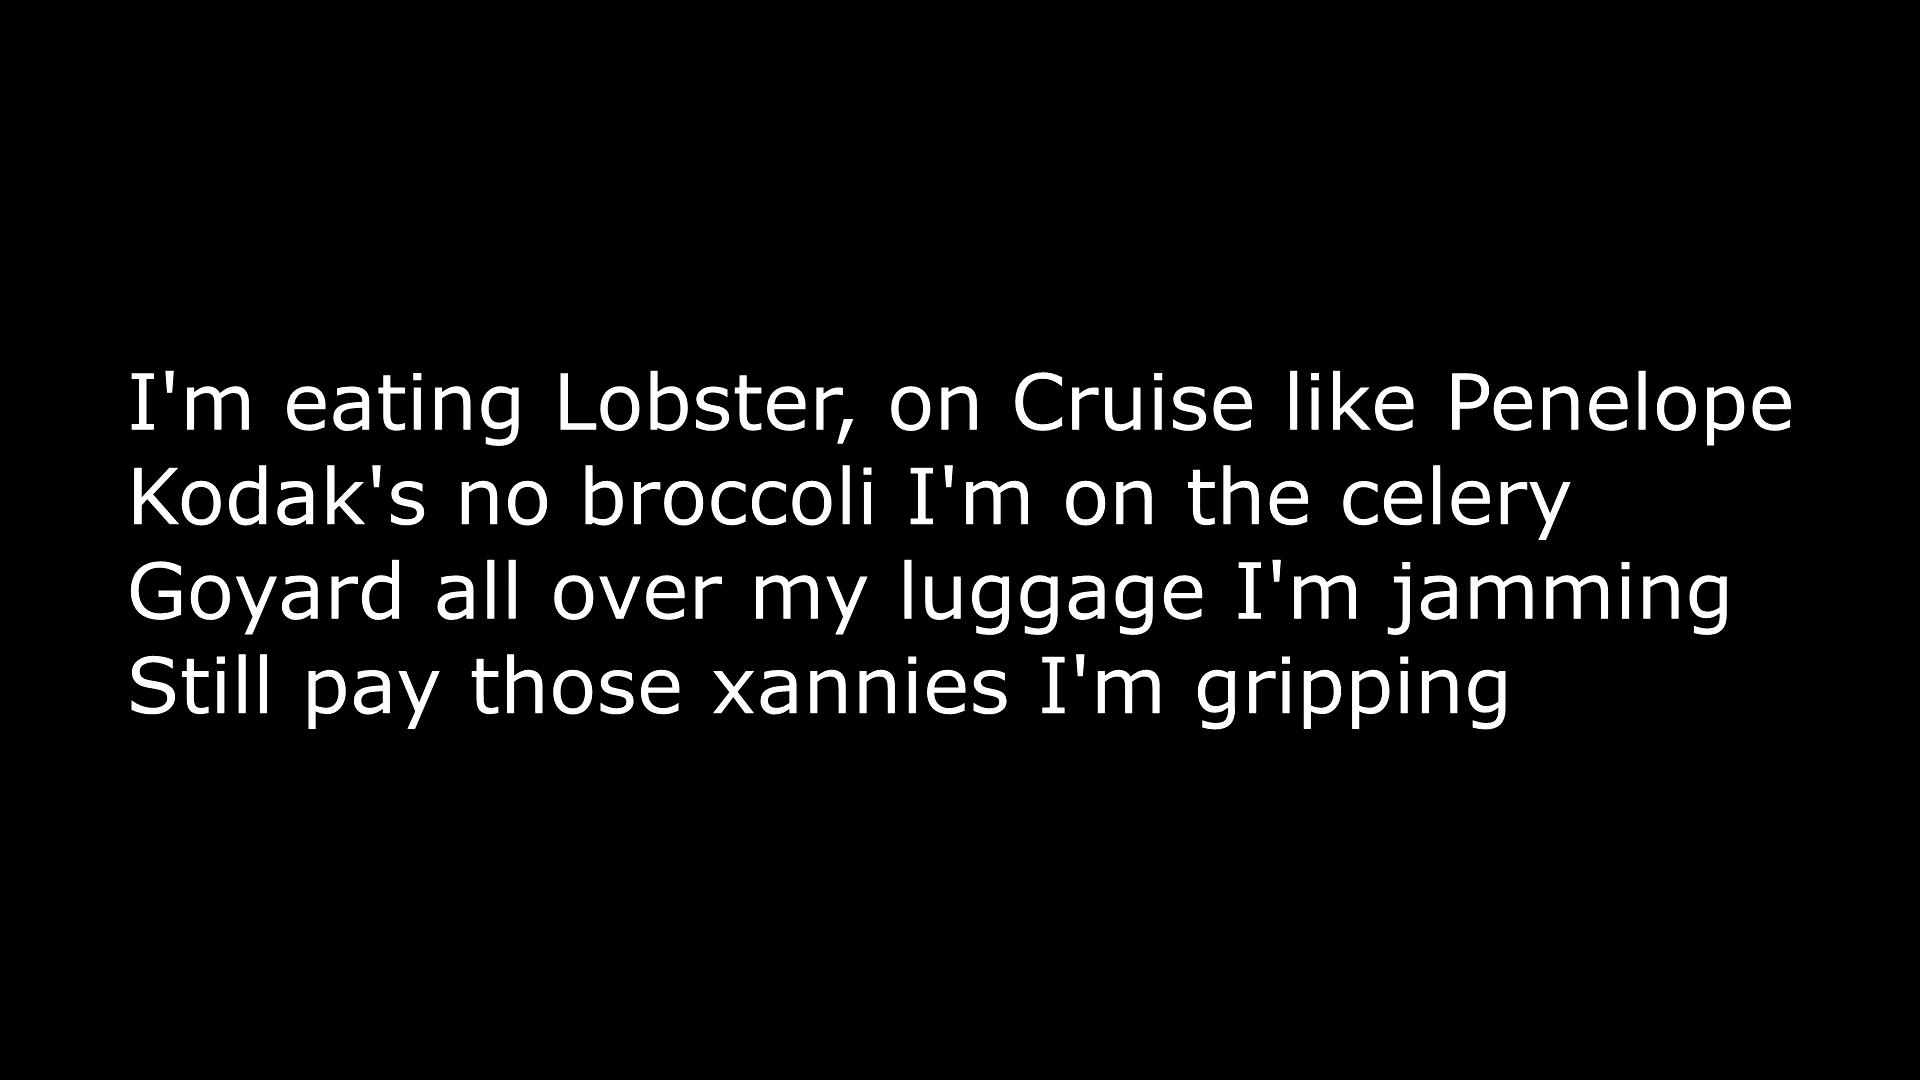 I'm eating Lobster, on Cruise like Penelope
Kodak's no broccoli I'm on the celery
Goyard all over my luggage I'm jamming
Still pay those xannies I'm gripping